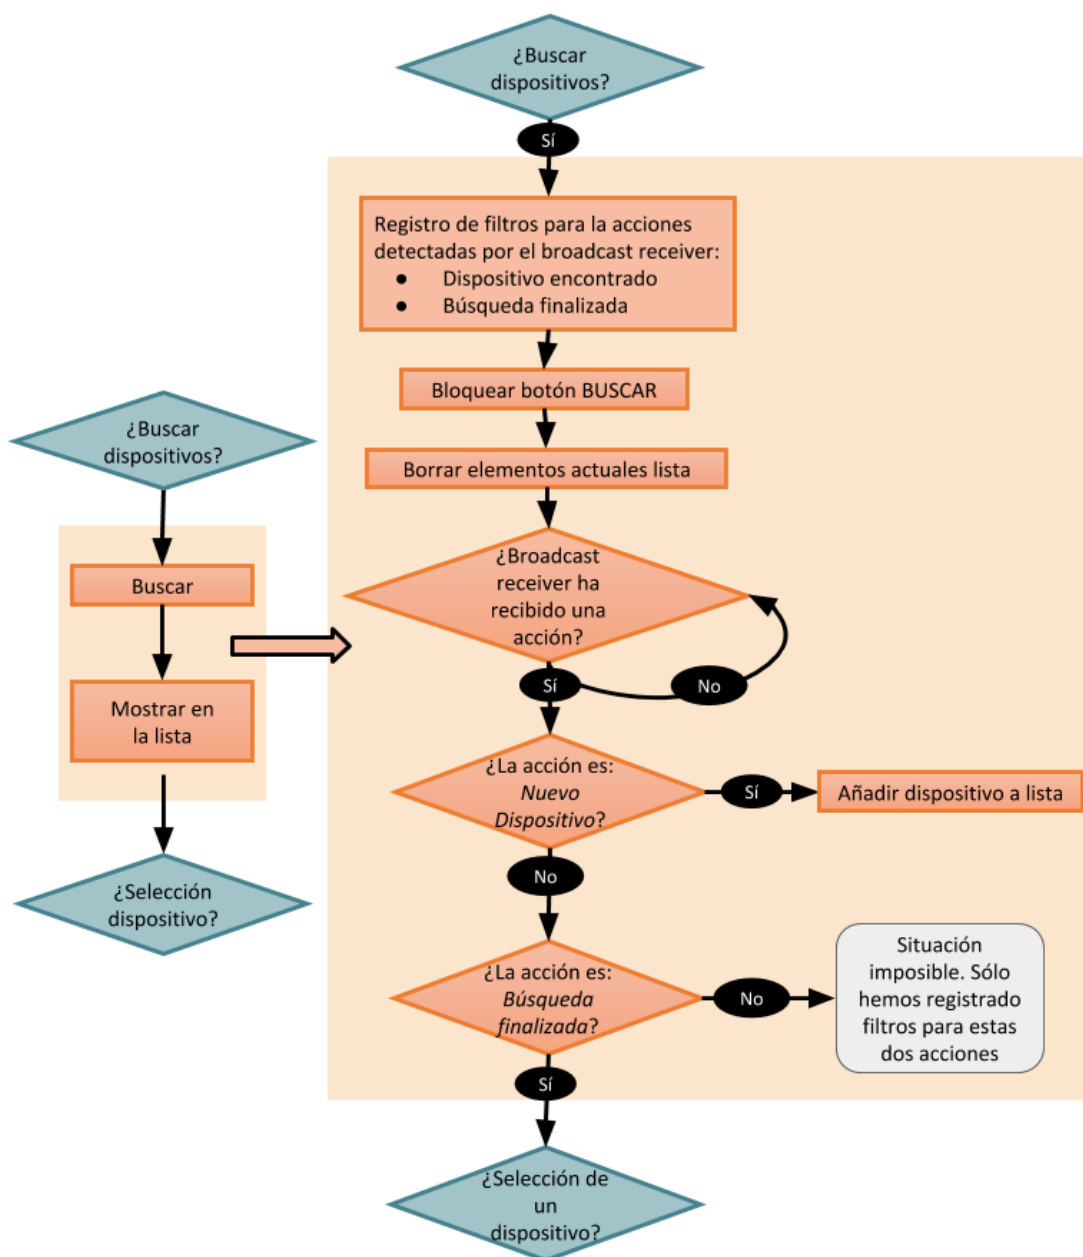 ¿Buscar
dispositivos?
Sí
Registro de filtros para la acciones
detectadas por el broadcast receiver:
● Dispositivo encontrado
● Búsqueda finalizada
Bloquear botón BUSCAR
Borrar elementos actuales lista
¿Broadcast
receiver ha
recibido una
acción?
Sí
No
¿La acción es:
Nuevo
Dispositivo?
Sí
Añadir dispositivo a lista
No
¿La acción es:
Búsqueda
finalizada?
No
Situación
imposible. Sólo
hemos registrado
filtros para estas
dos acciones
Sí
¿Selección de
un
dispositivo?
¿Buscar
dispositivos?
Buscar
Mostrar en
la lista
¿Selección
dispositivo?